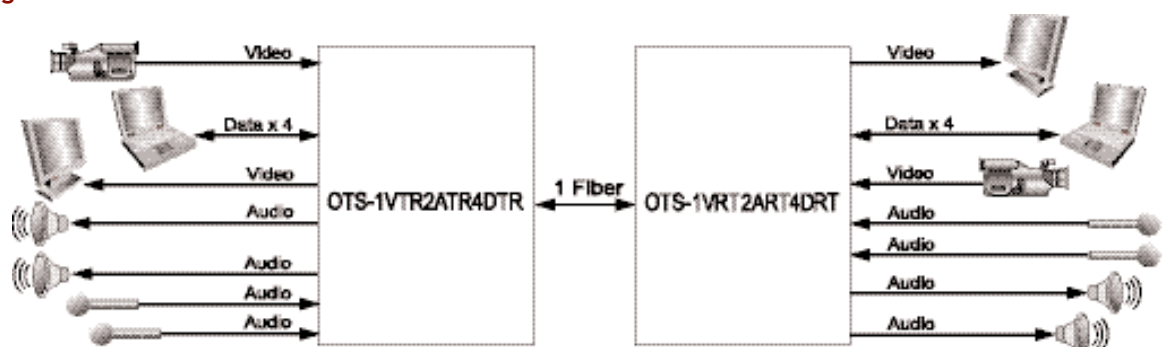 Video
Data x 4
Video
Audio
Audio
Audio
Audio
OTS-1VTR2ATR4DTR
1 Fiber
OTS-1VRT2ART4DRT
Video
Data x 4
Video
Audio
Audio
Audio
Audio